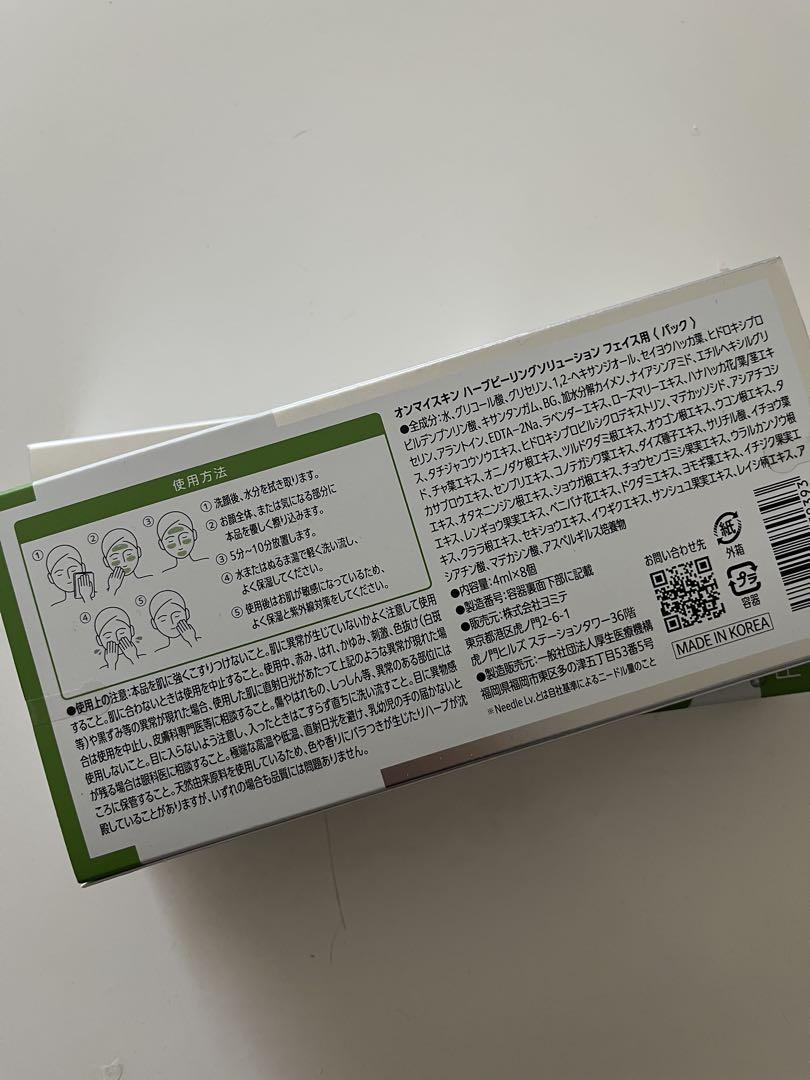 使用方法
① 洗顔後、水分を拭き取ります。
② お顔全体、または気になる部分に
本品を優しく擦り込みます。
③ 5分〜10分放置します。
④ 水またはぬるま湯で軽く洗い流し、
よく保湿してください。
⑤ 使用後はお肌が敏感になっているため、
よく保湿と紫外線対策をしてください。
① ② ③
④ ⑤
●使用上の注意:本品を肌に強くこすりつけないこと。肌に異常が生じていないかよく注意して使用
すること。肌に合わないときは使用を中止すること。使用中、赤み、はれ、かゆみ、刺激、色抜け(白斑
等)や黒ずみ等の異常が現れた場合、使用した肌に直射日光があたって上記のような異常が現れた場
合は使用を中止し、皮膚科専門医等に相談すること。傷やはれもの、しっしん等、異常のある部位には
使用しないこと。目に入らないよう注意し、入ったときはこすらず直ちに洗い流すこと。目に異物感
が残る場合は眼科医に相談すること。極端な高温や低温、直射日光を避け、乳幼児の手の届かないと
ころに保管すること。天然由来原料を使用しているため、色や香りにバラつきが生じたりハーブが沈
殿していることがありますが、いずれの場合も品質には問題ありません。
オンマイスキン ハーブピーリングソリューション フェイス用〈 パック 〉
●全成分:水、グリコール酸、グリセリン、1,2-ヘキサンジオール、セイヨウハッカ葉、ヒドロキシプロ
ピルデンプンリン酸、キサンタンガム、BG、加水分解カイメン、ナイアシンアミド、エチルヘキシルグリ
セリン、アラントイン、EDTA-2Na、ラベンダーエキス、ローズマリーエキス、ハナハッカ花/葉/茎エキ
ス、タチジャコウソウエキス、ヒドロキシプロピルシクロデキストリン、マデカッソシド、アシアチコシ
ド、チャ葉エキス、オニノダケ根エキス、ツルドクダミ根エキス、オウゴン根エキス、ウコン根エキス、タ
カサブロウエキス、センブリエキス、コノテガシワ葉エキス、ダイズ種子エキス、サリチル酸、イチョウ葉
エキス、オタネニンジン根エキス、ショウガ根エキス、チョウセンゴミシ果実エキス、ウラルカンゾウ根
エキス、レンギョウ果実エキス、ベニバナ花エキス、ドクダミエキス、ヨモギ葉エキス、イチジク果実エ
キス、クララ根エキス、セキショウエキス、イワギクエキス、サンシュユ果実エキス、レイシ柄エキス、ア
シアチン酸、マデカシン酸、アスペルギルス培養物
●内容量:4ml×8個
●製造番号:容器裏面下部に記載
●販売元:株式会社コミテ
東京都港区虎ノ門2-6-1
虎ノ門ヒルズ ステーションタワー36階
●製造販売元:一般社団法人厚生医療機構
福岡県福岡市東区多の津五丁目53番5号
※Needle Lv.とは自社基準によるニードル量のこと
お問い合わせ先
紙
外箱
プラ
容器
MADE IN KOREA